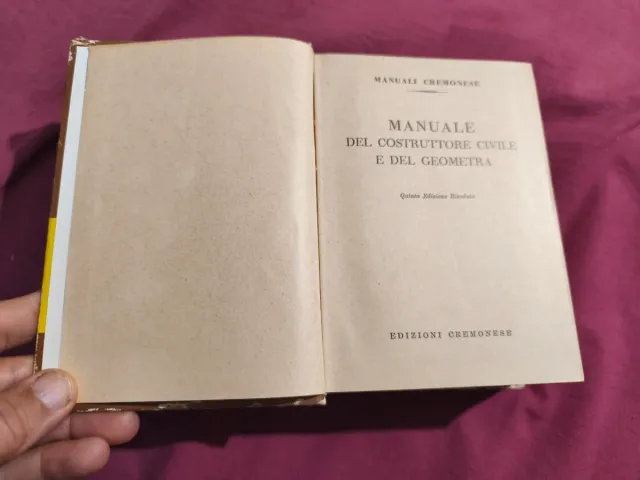 MANUALI CREMONESE
MANUALE
DEL COSTRUTTORE CIVILE
E DEL GEOMETRA
Quinta Edizione Riveduta
EDIZIONI CREMONESE